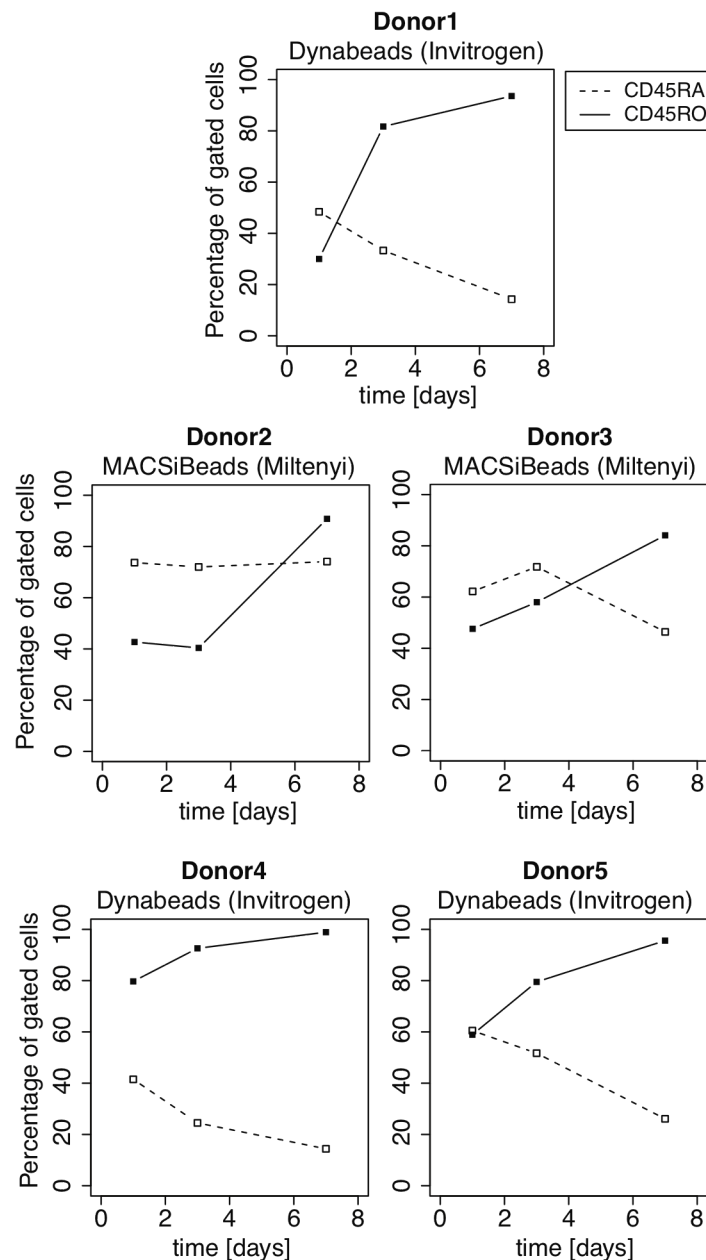 Donor1
Dynabeads (Invitrogen)
Percentage of gated cells
0 20 40 60 80 100
0 2 4 6 8
time [days]
CD45RA
CD45RO
Donor2
MACSiBeads (Miltenyi)
Percentage of gated cells
0 20 40 60 80 100
0 2 4 6 8
time [days]
Donor3
MACSiBeads (Miltenyi)
0 20 40 60 80 100
0 2 4 6 8
time [days]
Donor4
Dynabeads (Invitrogen)
Percentage of gated cells
0 20 40 60 80 100
0 2 4 6 8
time [days]
Donor5
Dynabeads (Invitrogen)
0 20 40 60 80 100
0 2 4 6 8
time [days]